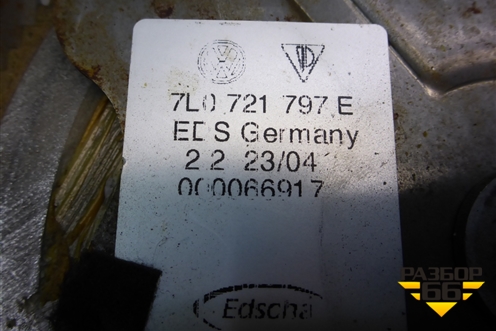 7L0 721 797 E
EDS Germany
2 2 23/04
000066917
Edscha
РАЗБОР
66